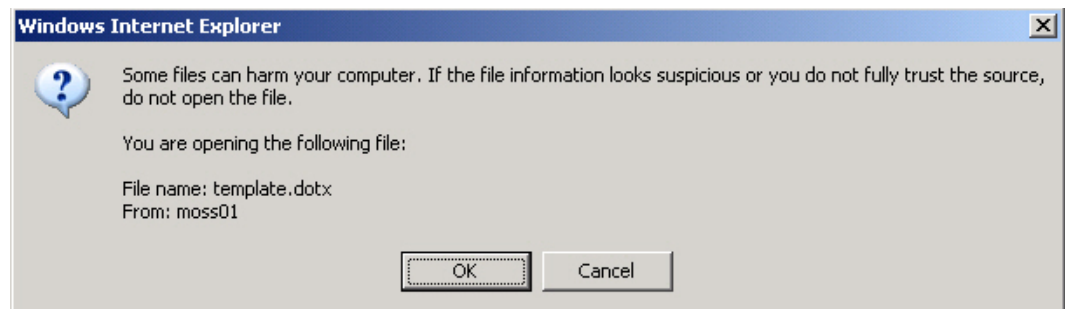 Windows Internet Explorer
Some files can harm your computer. If the file information looks suspicious or you do not fully trust the source,
do not open the file.
You are opening the following file:
File name: template.dotx
From: moss01
OK
Cancel